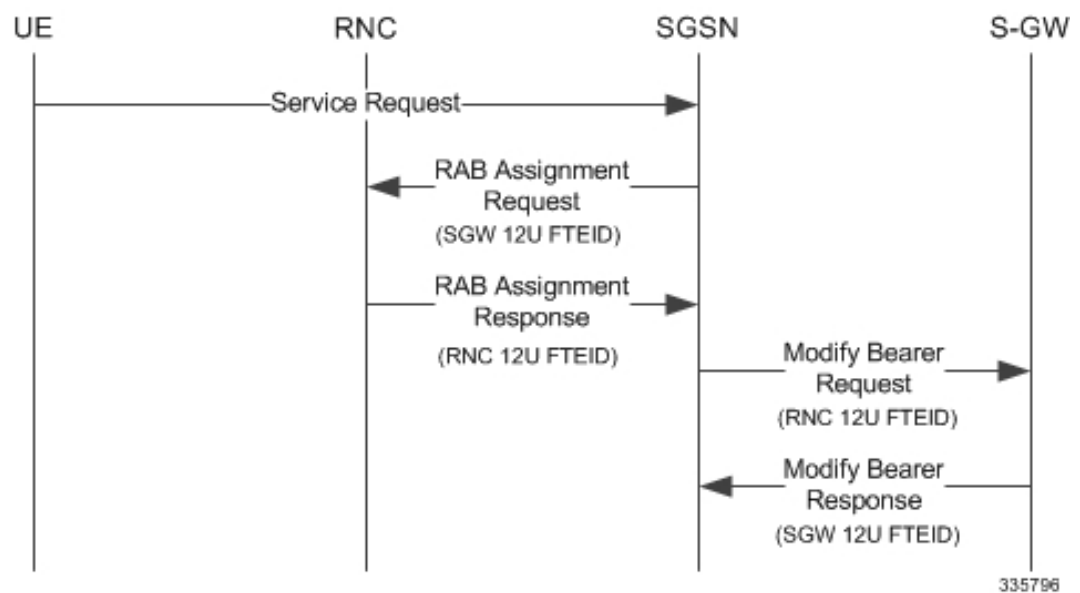 UE RNC SGSN S-GW
Service Request
RAB Assignment
Request
(SGW 12U FTEID)
RAB Assignment
Response
(RNC 12U FTEID)
Modify Bearer
Request
(RNC 12U FTEID)
Modify Bearer
Response
(SGW 12U FTEID)
335796